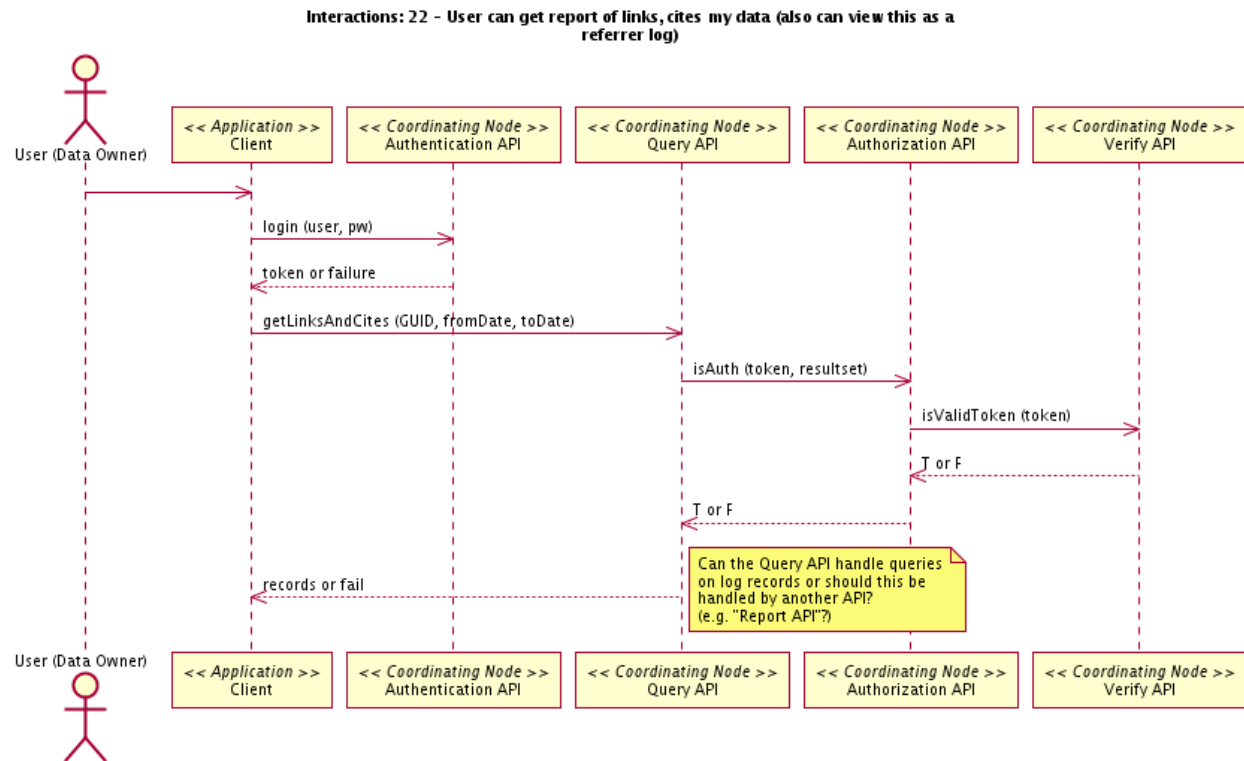 Interactions: 22 - User can get report of links, cites my data (also can view this as a
referrer log)
User (Data Owner)
<< Application >>
Client
<< Coordinating Node >>
Authentication API
<< Coordinating Node >>
Query API
<< Coordinating Node >>
Authorization API
<< Coordinating Node >>
Verify API
login (user, pw)
token or failure
getLinksAndCites (GUID, fromDate, toDate)
isAuth (token, resultset)
isValidToken (token)
T or F
T or F
Can the Query API handle queries
on log records or should this be
handled by another API?
(e.g. "Report API"?)
records or fail
User (Data Owner)
<< Application >>
Client
<< Coordinating Node >>
Authentication API
<< Coordinating Node >>
Query API
<< Coordinating Node >>
Authorization API
<< Coordinating Node >>
Verify API